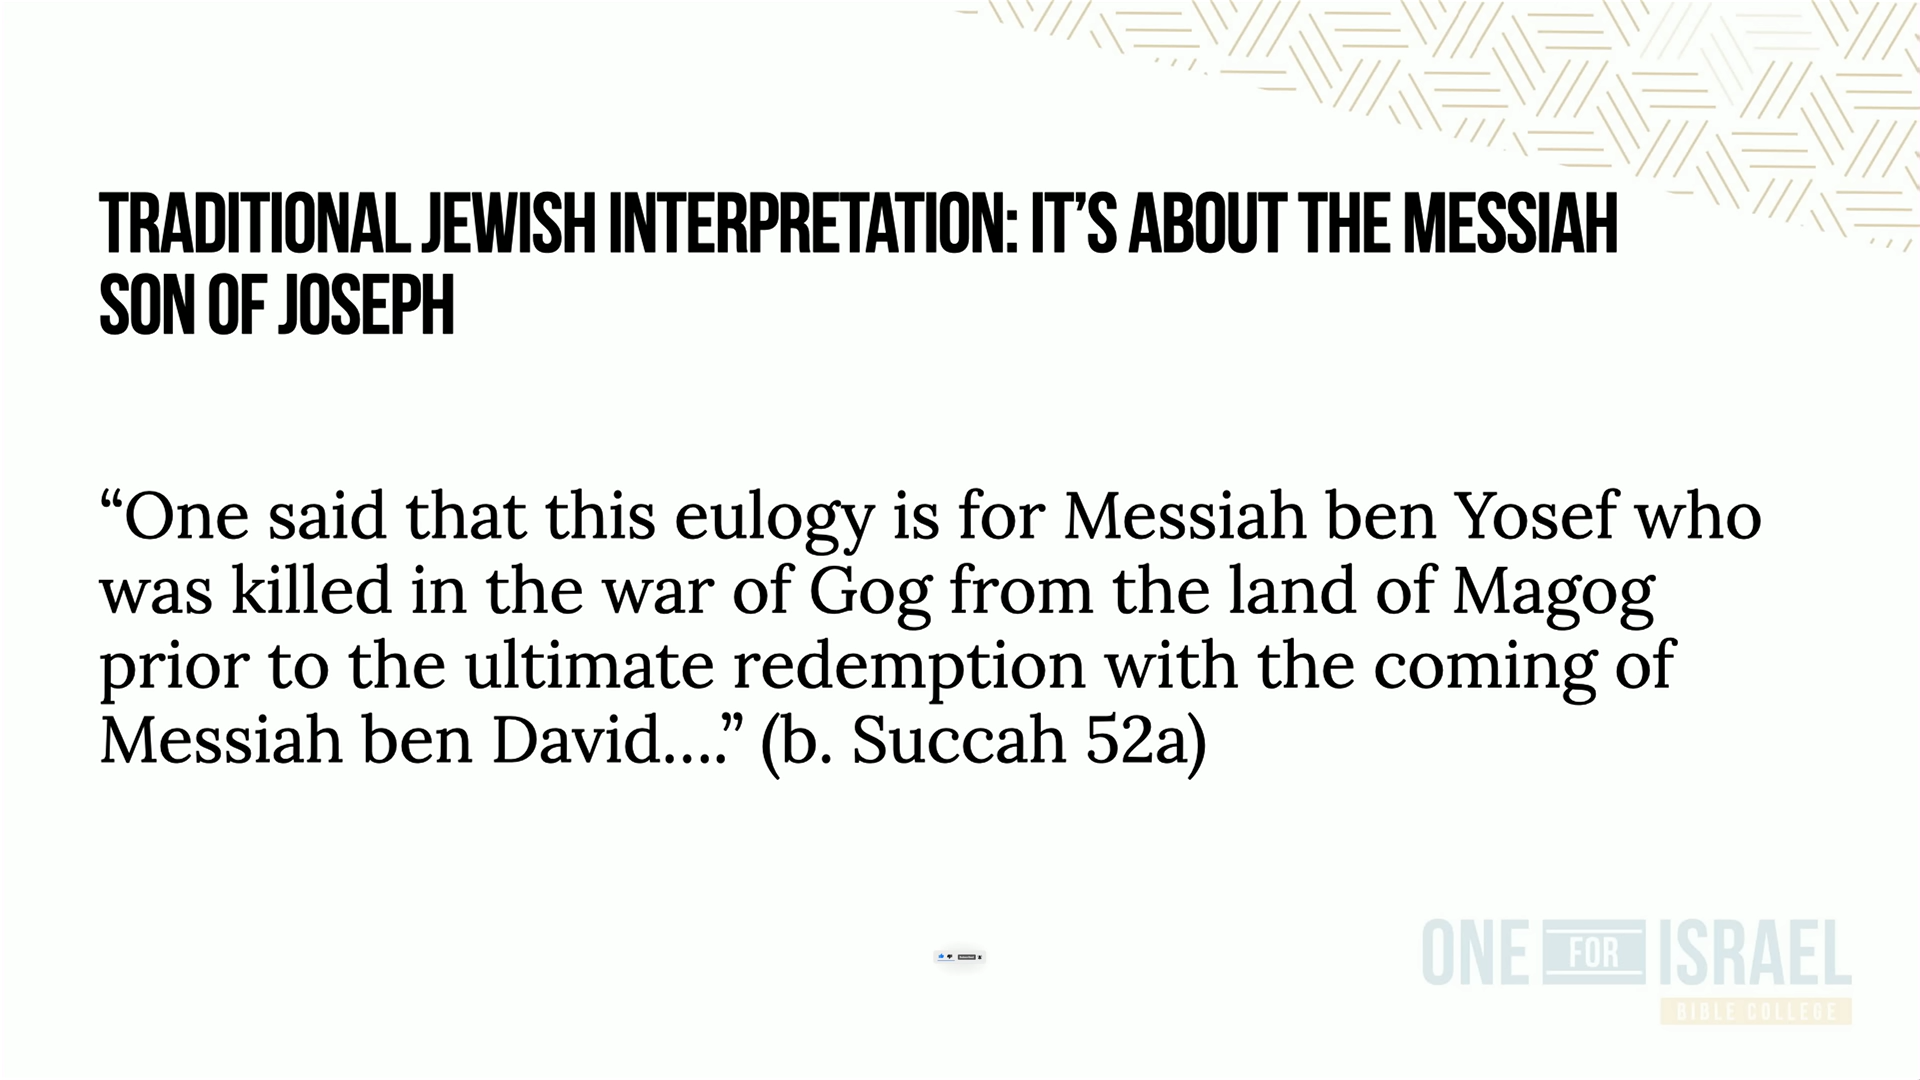 TRADITIONAL JEWISH INTERPRETATION: IT’S ABOUT THE MESSIAH
SON OF JOSEPH
“One said that this eulogy is for Messiah ben Yosef who
was killed in the war of Gog from the land of Magog
prior to the ultimate redemption with the coming of
Messiah ben David....” (b. Succah 52a)
ONE FOR ISRAEL
BIBLE COLLEGE